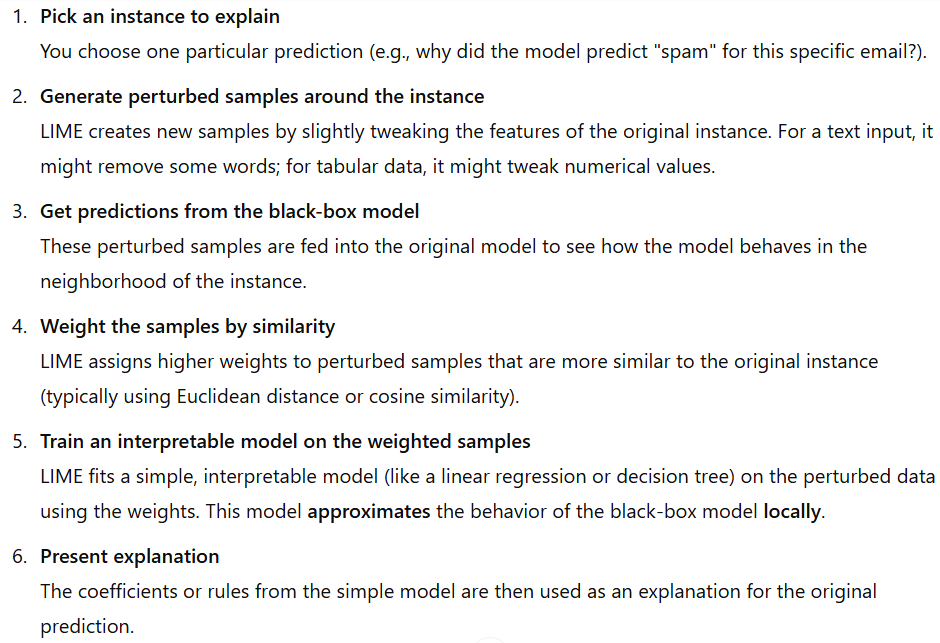 1. Pick an instance to explain
You choose one particular prediction (e.g., why did the model predict "spam" for this specific email?).
2. Generate perturbed samples around the instance
LIME creates new samples by slightly tweaking the features of the original instance. For a text input, it
might remove some words; for tabular data, it might tweak numerical values.
3. Get predictions from the black-box model
These perturbed samples are fed into the original model to see how the model behaves in the
neighborhood of the instance.
4. Weight the samples by similarity
LIME assigns higher weights to perturbed samples that are more similar to the original instance
(typically using Euclidean distance or cosine similarity).
5. Train an interpretable model on the weighted samples
LIME fits a simple, interpretable model (like a linear regression or decision tree) on the perturbed data
using the weights. This model approximates the behavior of the black-box model locally.
6. Present explanation
The coefficients or rules from the simple model are then used as an explanation for the original
prediction.